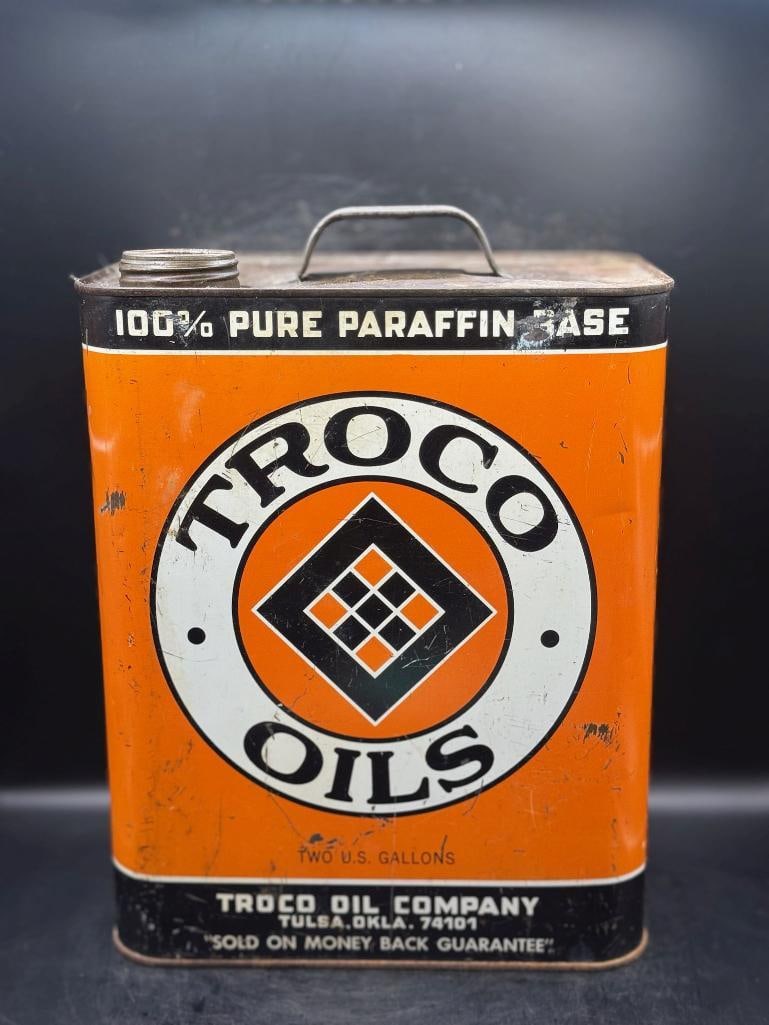 100% PURE PARAFFIN BASE
TROCO
OILS
TWO U.S. GALLONS
TROCO OIL COMPANY
TULSA, OKLA. 74101
"SOLD ON MONEY BACK GUARANTEE"